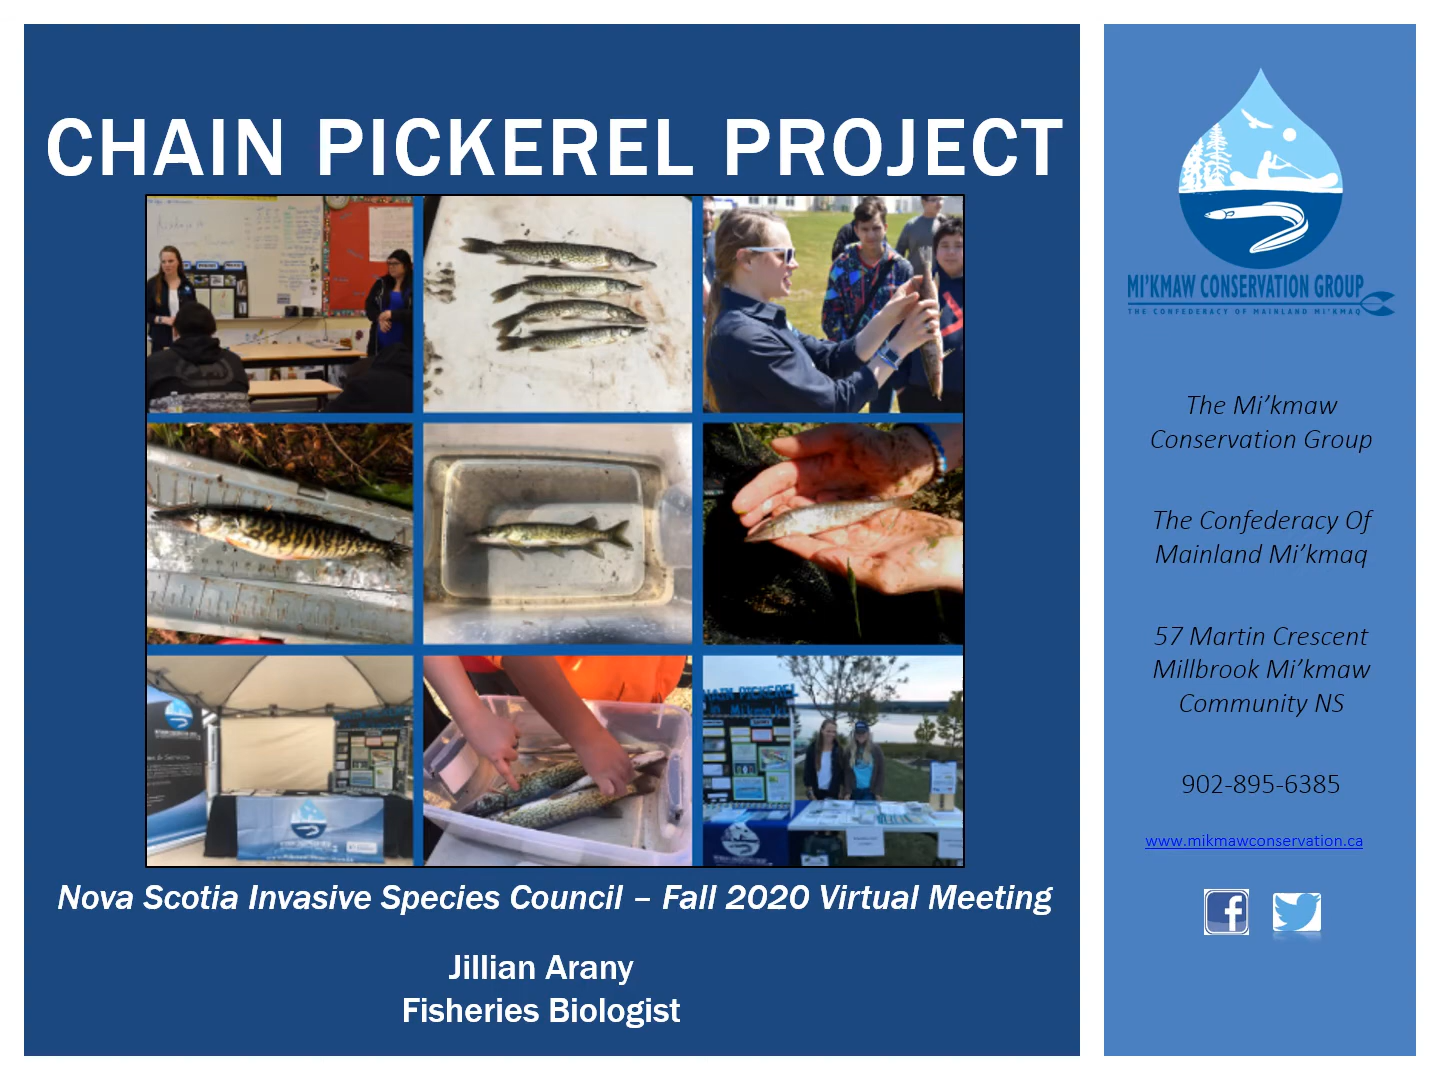 CHAIN PICKEREL PROJECT
CHAIN PICKEREL
Nova Scotia Invasive Species Council – Fall 2020 Virtual Meeting
Jillian Arany
Fisheries Biologist
MI'KMAW CONSERVATION GROUP
THE CONFEDERACY OF MAINLAND MI'KMAQ
The Mi’kmaw
Conservation Group
The Confederacy Of
Mainland Mi’kmaq
57 Martin Crescent
Millbrook Mi’kmaw
Community NS
902-895-6385
www.mikmawconservation.ca